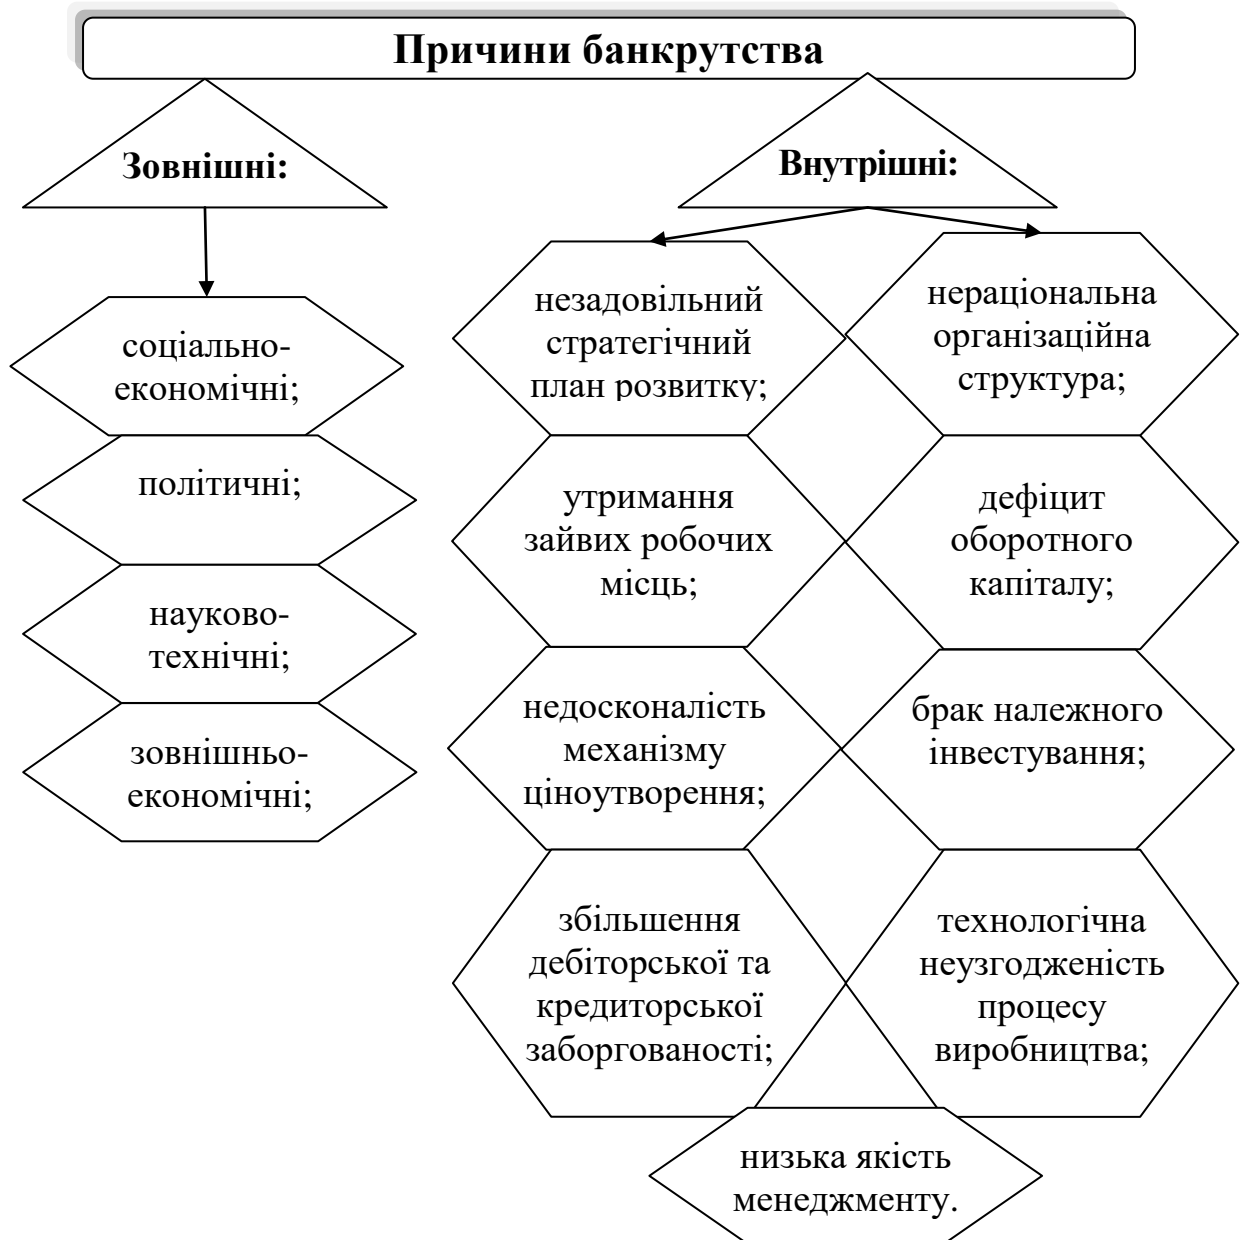 Причини банкрутства
Зовнішні:
соціально-
економічні;
політичні;
науково-
технічні;
зовнішньо-
економічні;
Внутрішні:
незадовільний
стратегічний
план розвитку;
нераціональна
організаційна
структура;
утримання
зайвих робочих
місць;
дефіцит
оборотного
капіталу;
недосконалість
механізму
ціноутворення;
брак належного
інвестування;
збільшення
дебіторської та
кредиторської
заборгованості;
технологічна
неузгодженість
процесу
виробництва;
низька якість
менеджменту.